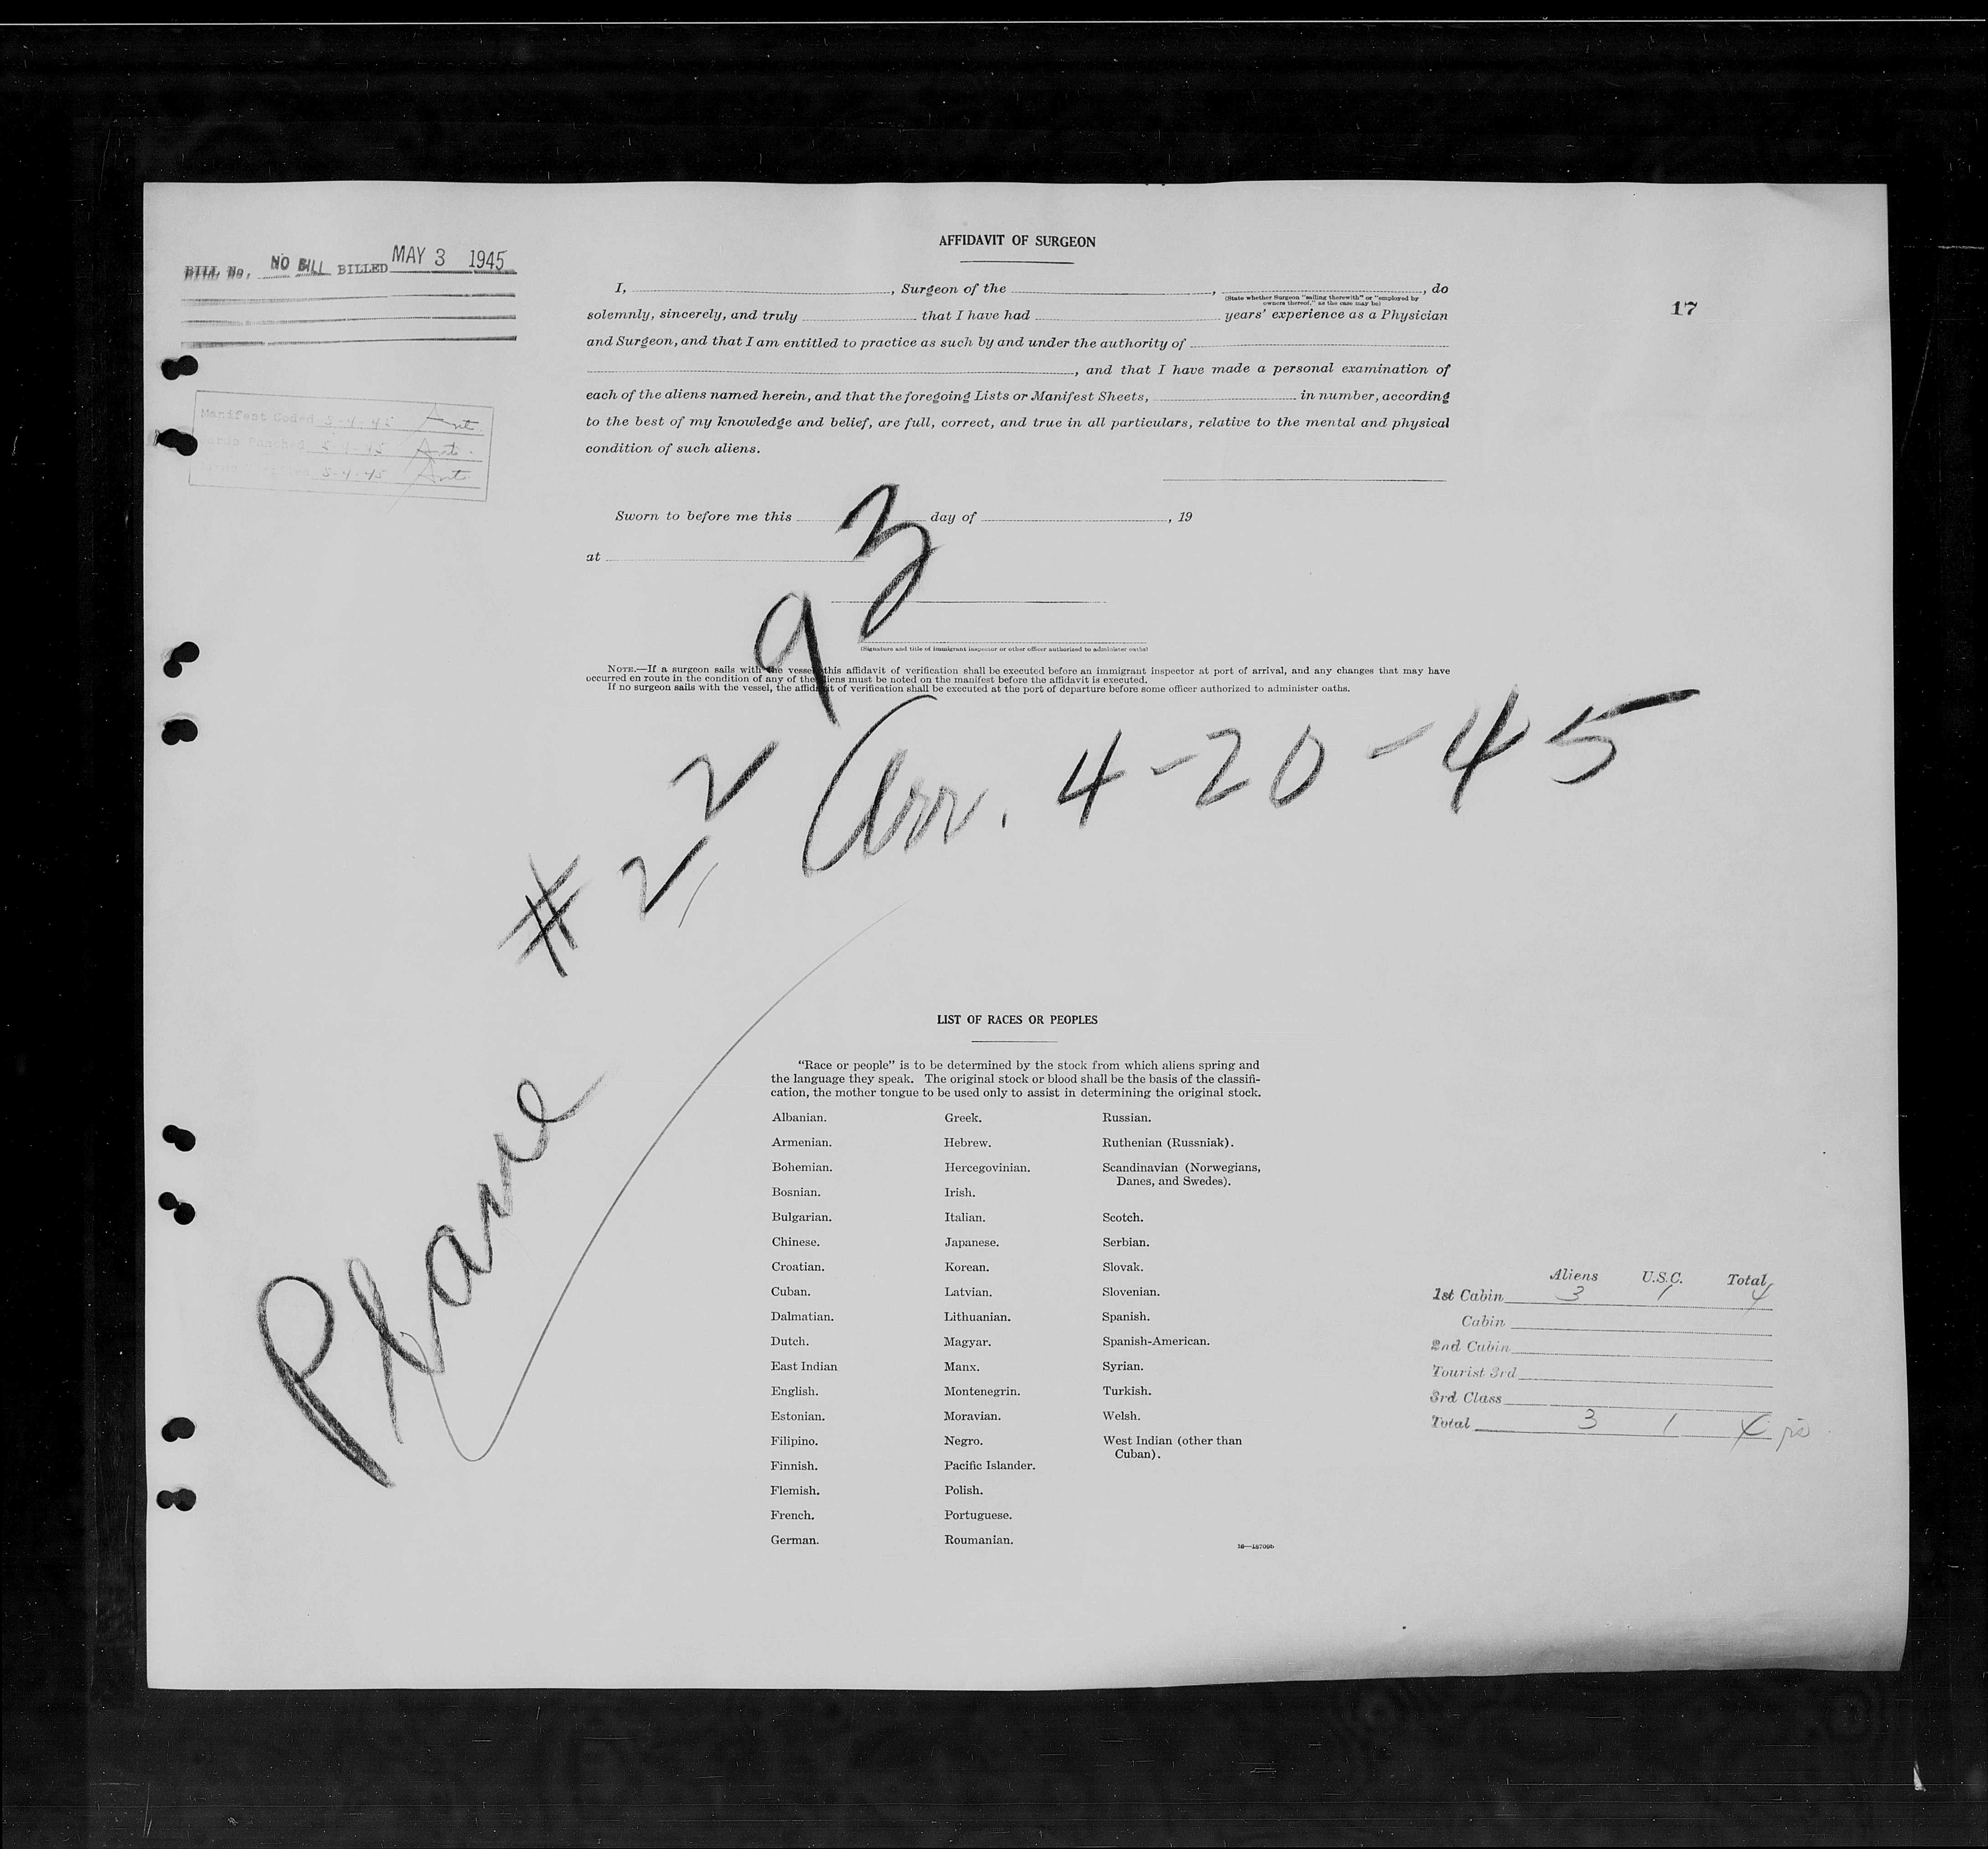 BILL No. NO BILL BILLED MAY 3 1945
Manifest Coded 5-4-45
Punched 5-4-45
5-4-45
17
AFFIDAVIT OF SURGEON
I, , Surgeon of the , , do
(State whether Surgeon "sailing therewith" or "employed by
owners thereof," as the case may be)
solemnly, sincerely, and truly that I have had years' experience as a Physician
and Surgeon, and that I am entitled to practice as such by and under the authority of
, and that I have made a personal examination of
each of the aliens named herein, and that the foregoing Lists or Manifest Sheets, in number, according
to the best of my knowledge and belief, are full, correct, and true in all particulars, relative to the mental and physical
condition of such aliens.
Sworn to before me this day of , 19
at
(Signature and title of immigrant inspector or other officer authorized to administer oaths)
NOTE.—If a surgeon sails with the vessel, this affidavit of verification shall be executed before an immigrant inspector at port of arrival, and any changes that may have
occurred en route in the condition of any of the aliens must be noted on the manifest before the affidavit is executed.
If no surgeon sails with the vessel, the affidavit of verification shall be executed at the port of departure before some officer authorized to administer oaths.
Plane # 2293
Arr. 4-20-45
LIST OF RACES OR PEOPLES
"Race or people" is to be determined by the stock from which aliens spring and
the language they speak. The original stock or blood shall be the basis of the classifi-
cation, the mother tongue to be used only to assist in determining the original stock.
Albanian.
Armenian.
Bohemian.
Bosnian.
Bulgarian.
Chinese.
Croatian.
Cuban.
Dalmatian.
Dutch.
East Indian
English.
Estonian.
Filipino.
Finnish.
Flemish.
French.
German.
Greek.
Hebrew.
Hercegovinian.
Irish.
Italian.
Japanese.
Korean.
Latvian.
Lithuanian.
Magyar.
Manx.
Montenegrin.
Moravian.
Negro.
Pacific Islander.
Polish.
Portuguese.
Roumanian.
Russian.
Ruthenian (Russniak).
Scandinavian (Norwegians,
Danes, and Swedes).
Scotch.
Serbian.
Slovak.
Slovenian.
Spanish.
Spanish-American.
Syrian.
Turkish.
Welsh.
West Indian (other than
Cuban).
16—18709b
Aliens U.S.C. Total
1st Cabin 3 1 4
Cabin
2nd Cabin
Tourist 3rd
3rd Class
Total 3 1 4